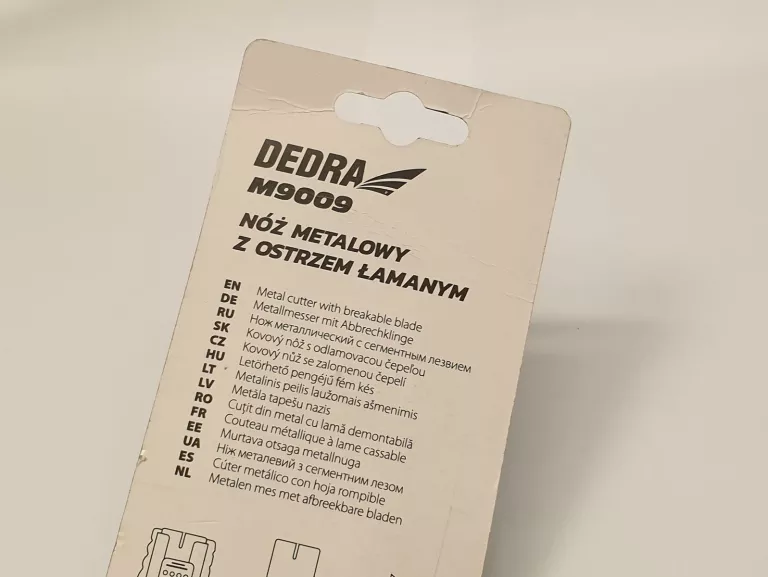 DEDRA
M9009
NÓŻ METALOWY
Z OSTRZEM ŁAMANYM
EN Metal cutter with breakable blade
DE Metallmesser mit Abbrechklinge
RU Нож металлический с сегментным лезвием
SK Kovový nôž s odlamovacou čepeľou
CZ Kovový nůž se zalomenou čepeli
HU Letörhető pengéjű fém kés
LT Metalinis peilis laužomais ašmenimis
LV Metāla tapešu nazis
RO Cuțit din metal cu lamă demontabilă
FR Couteau métallique à lame cassable
EE Murtava otsaga metallnuga
UA Ніж металевий з сегментним лезом
ES Cúter metálico con hoja rompible
NL Metalen mes met afbreekbare bladen